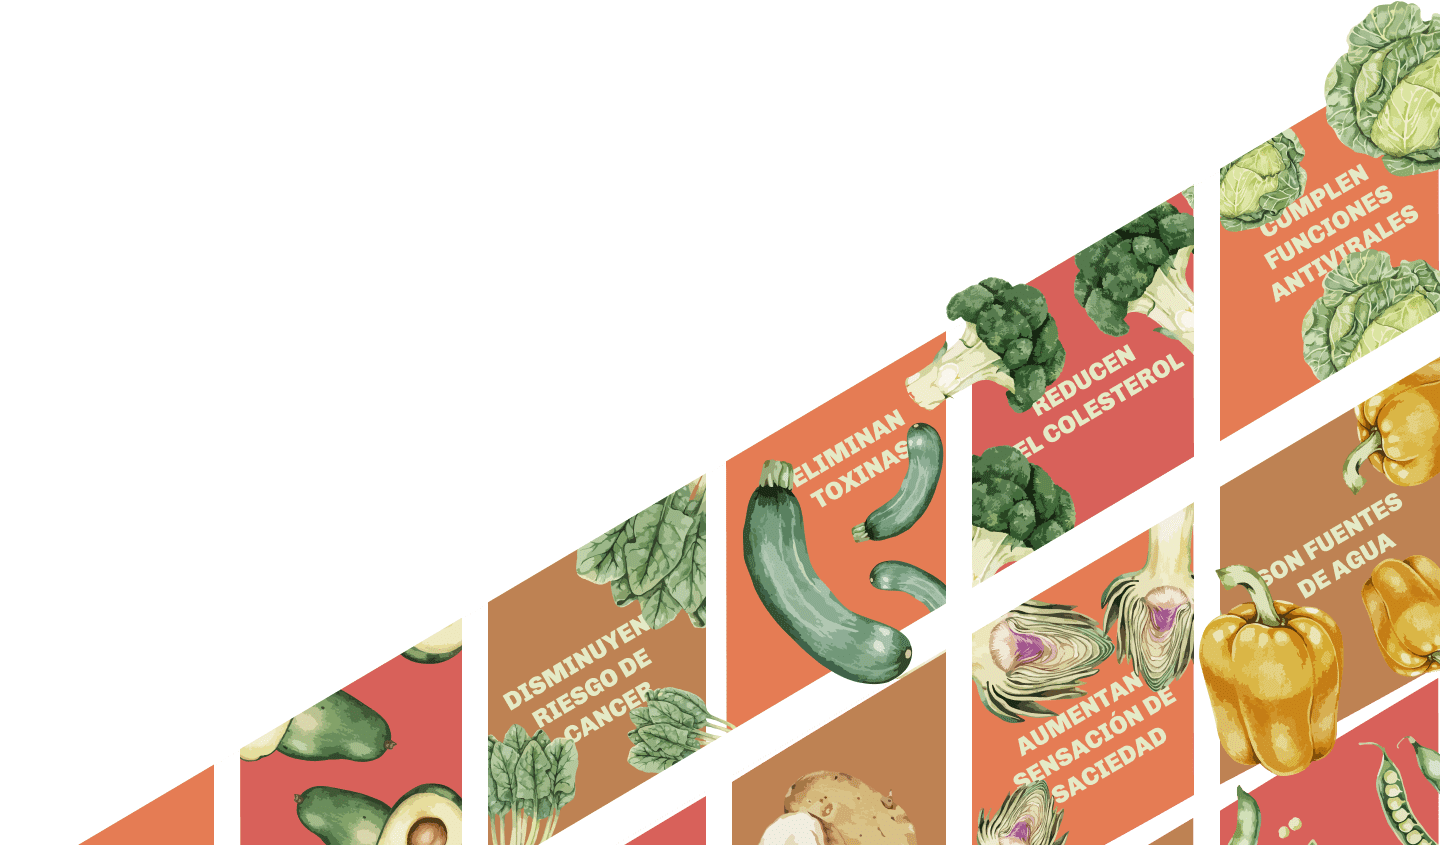 CUMPLEN
FUNCIONES
ANTIVIRALES
REDUCEN
EL COLESTEROL
ELIMINAN
TOXINAS
SON FUENTES
DE AGUA
DISMINUYEN
RIESGO DE
CANCER
AUMENTAN
SENSACIÓN DE
SACIEDAD